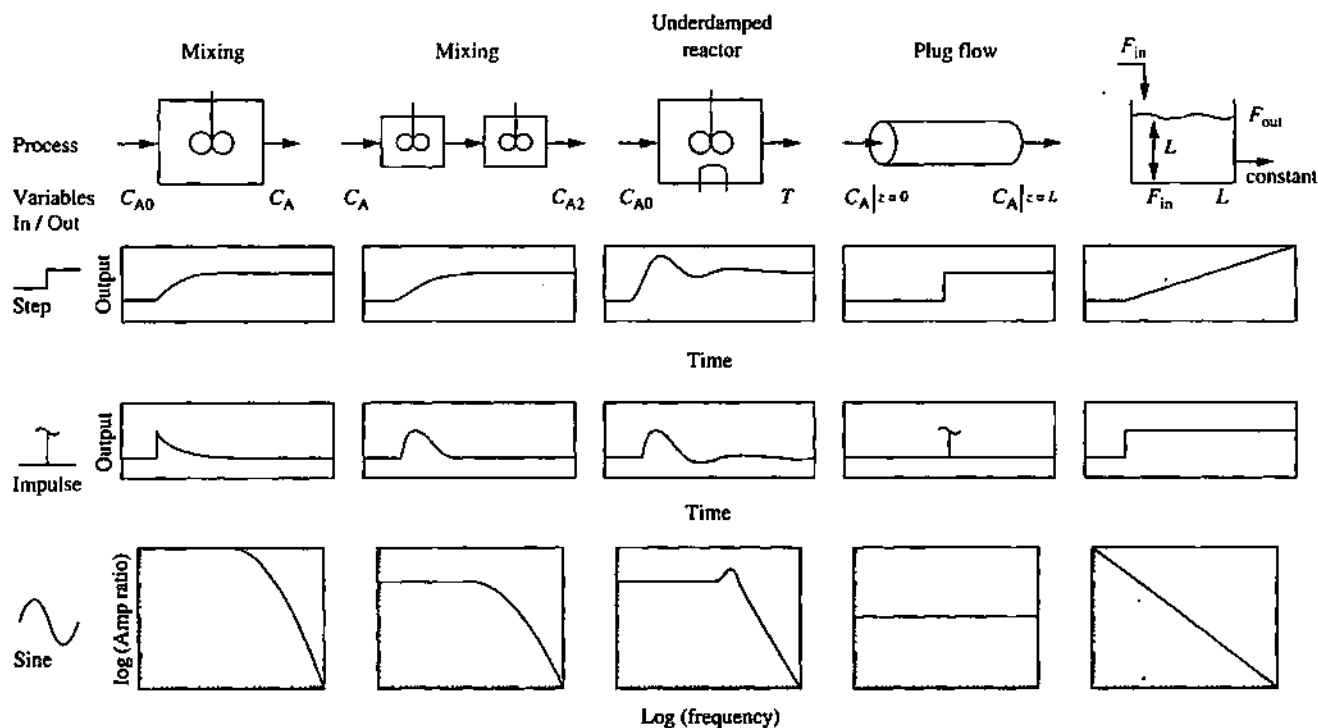 Mixing
Mixing
Underdamped
reactor
Plug flow
F_in
F_out
L
constant
Process
Variables
In / Out
C_A0
C_A
C_A
C_A2
C_A0
T
C_A|z=0
C_A|z=L
F_in
L
Step
Output
Time
Impulse
Output
Time
Sine
log (Amp ratio)
Log (frequency)